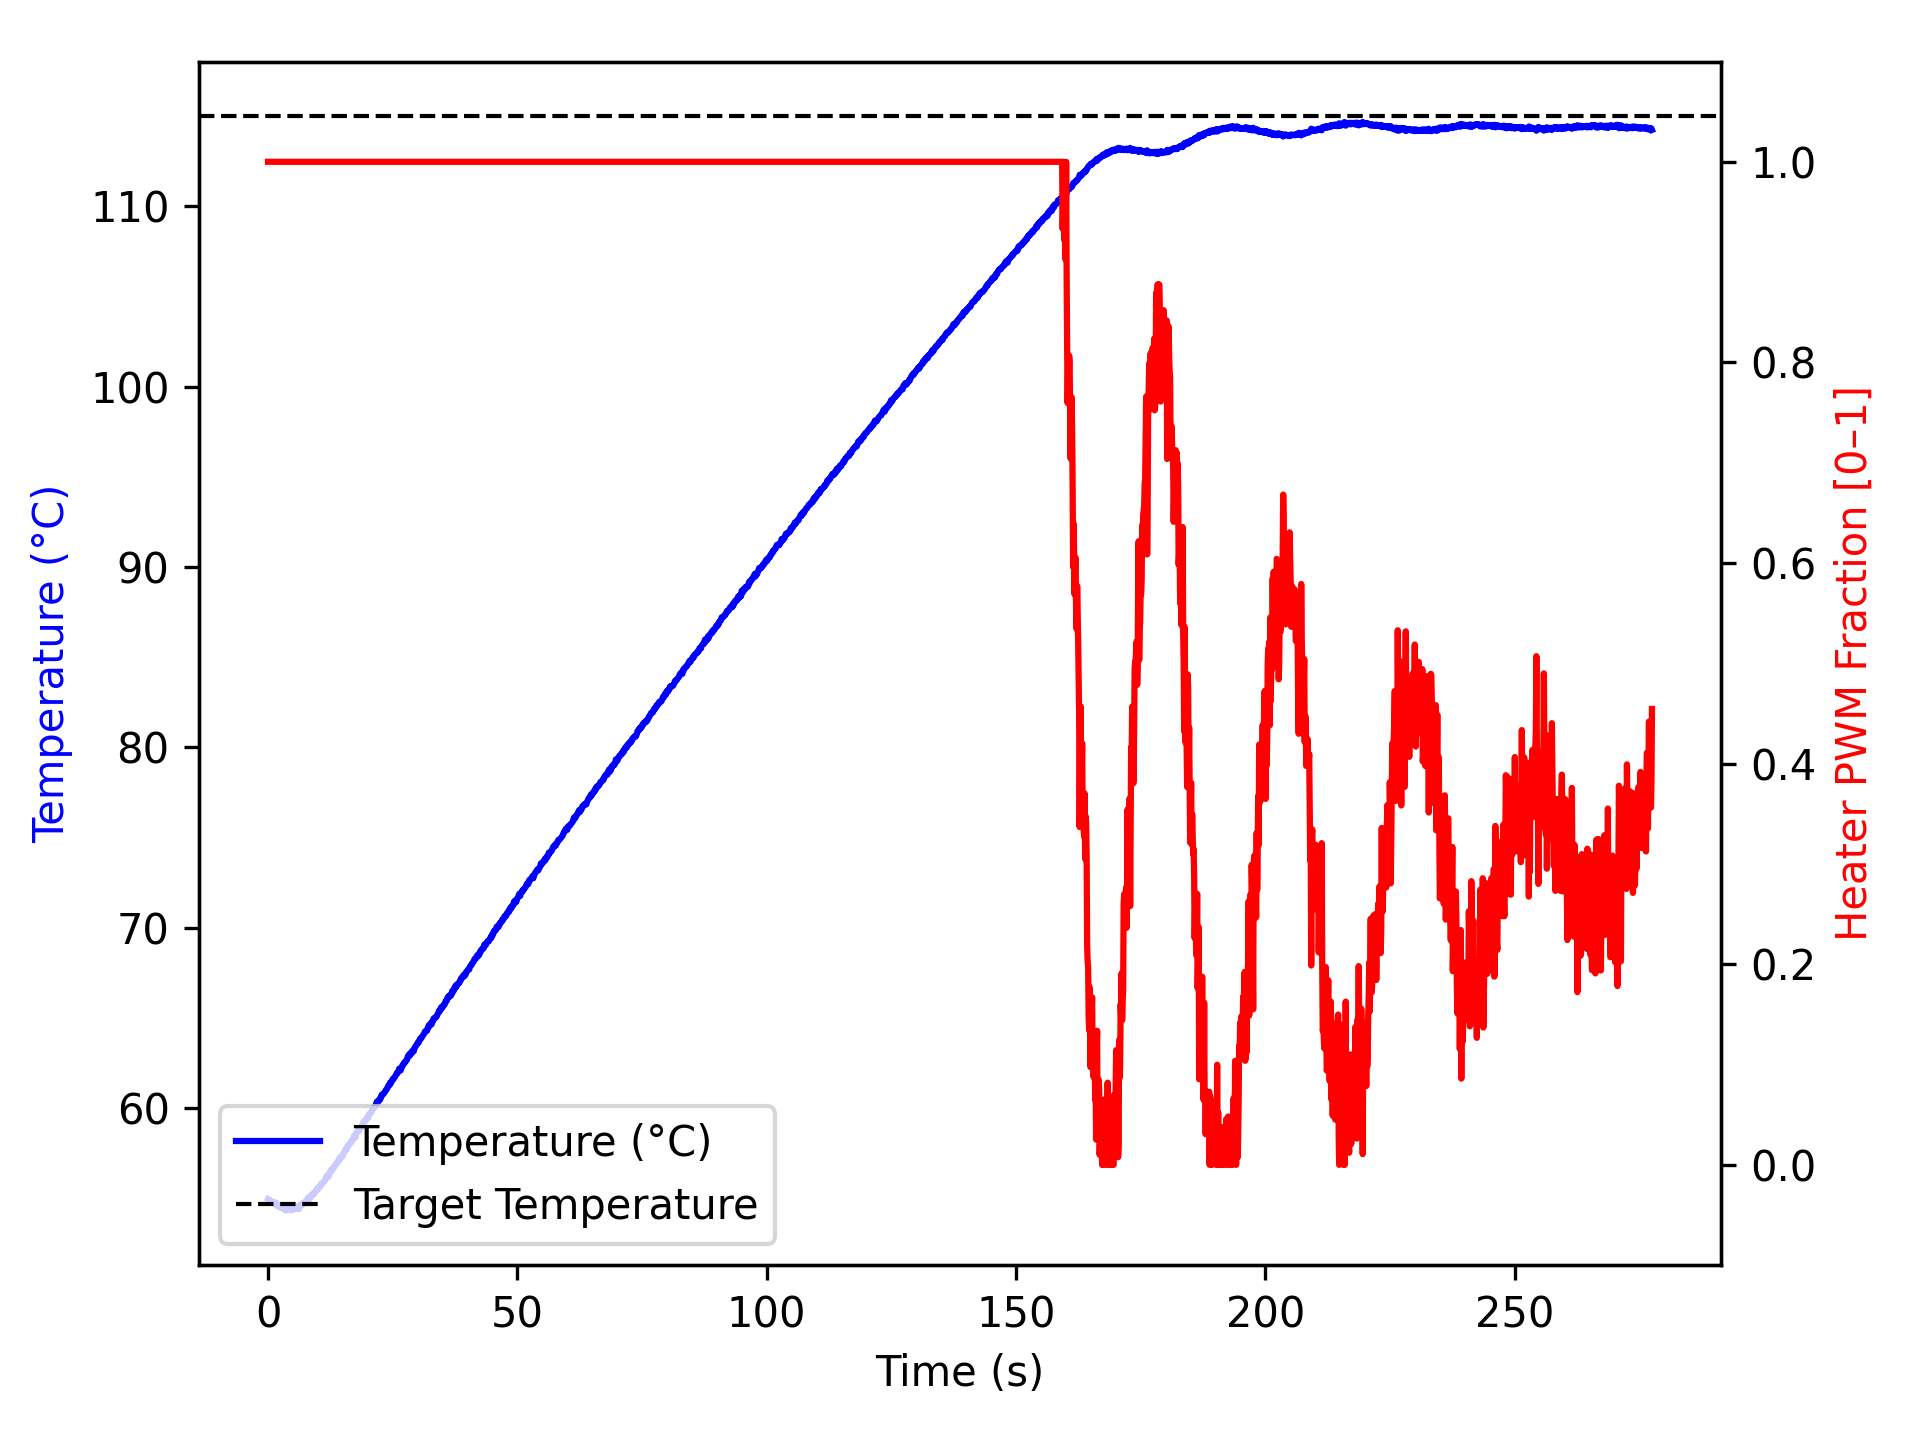 110
100
90
80
70
60
Temperature (°C)
1.0
0.8
0.6
0.4
0.2
0.0
Heater PWM Fraction [0–1]
Temperature (°C)
Target Temperature
0 50 100 150 200 250
Time (s)